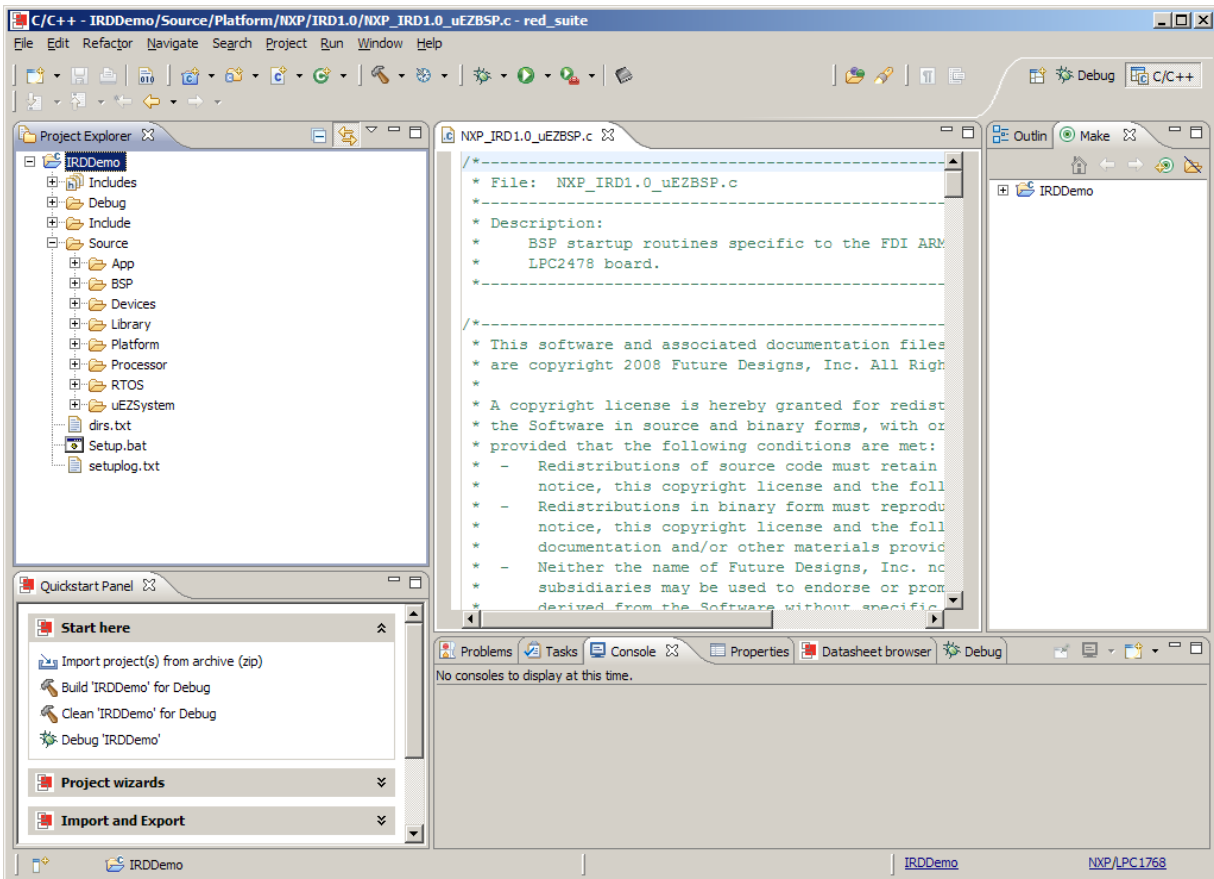 C/C++ - IRDDemo/Source/Platform/NXP/IRD1.0/NXP_IRD1.0_uEZBSP.c - red_suite
File Edit Refactor Navigate Search Project Run Window Help
Debug C/C++
Project Explorer
IRDDemo
Includes
Debug
Include
Source
App
BSP
Devices
Library
Platform
Processor
RTOS
uEZSystem
dirs.txt
Setup.bat
setuplog.txt
NXP_IRD1.0_uEZBSP.c
/*-------------------------------------------------
* File: NXP_IRD1.0_uEZBSP.c
*-------------------------------------------------
* Description:
* BSP startup routines specific to the FDI ARM
* LPC2478 board.
*-------------------------------------------------
/*-------------------------------------------------
* This software and associated documentation files
* are copyright 2008 Future Designs, Inc. All Righ
*
* A copyright license is hereby granted for redist
* the Software in source and binary forms, with or
* provided that the following conditions are met:
* - Redistributions of source code must retain
* notice, this copyright license and the foll
* - Redistributions in binary form must reprodu
* notice, this copyright license and the foll
* documentation and/or other materials provid
* - Neither the name of Future Designs, Inc. no
* subsidiaries may be used to endorse or prom
* derived from the Software without specific
Outlin Make
IRDDemo
Quickstart Panel
Start here
Import project(s) from archive (zip)
Build 'IRDDemo' for Debug
Clean 'IRDDemo' for Debug
Debug 'IRDDemo'
Project wizards
Import and Export
Problems Tasks Console Properties Datasheet browser Debug
No consoles to display at this time.
IRDDemo
IRDDemo
NXP/LPC1768